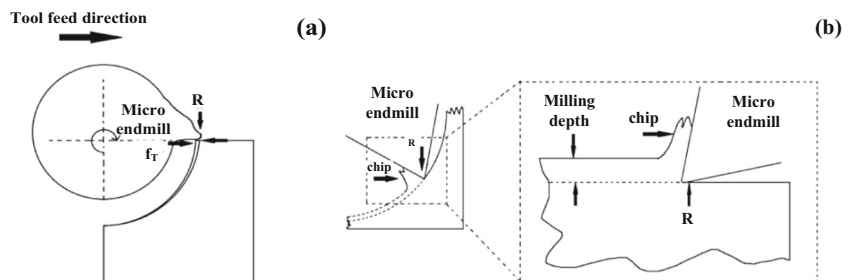 Tool feed direction
(a)
(b)
R
Micro
endmill
f_T
Micro
endmill
R
chip
Milling
depth
chip
Micro
endmill
R